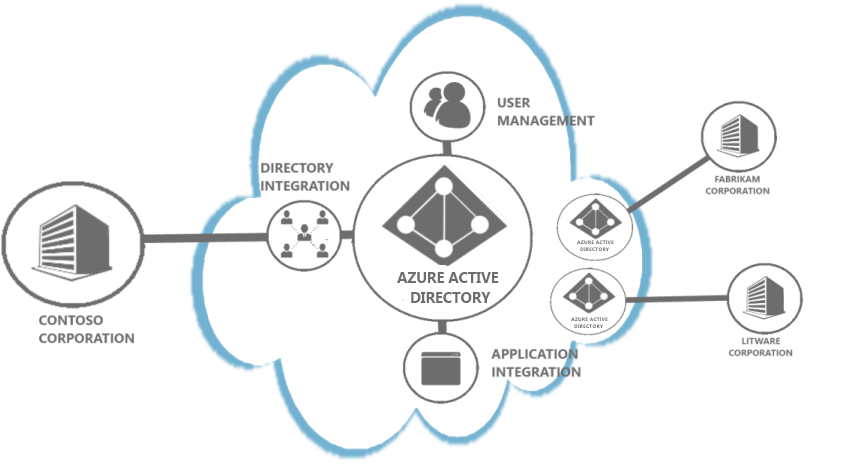 USER
MANAGEMENT
DIRECTORY
INTEGRATION
FABRIKAM
CORPORATION
AZURE ACTIVE
DIRECTORY
AZURE ACTIVE
DIRECTORY
AZURE ACTIVE
DIRECTORY
CONTOSO
CORPORATION
LITWARE
CORPORATION
APPLICATION
INTEGRATION